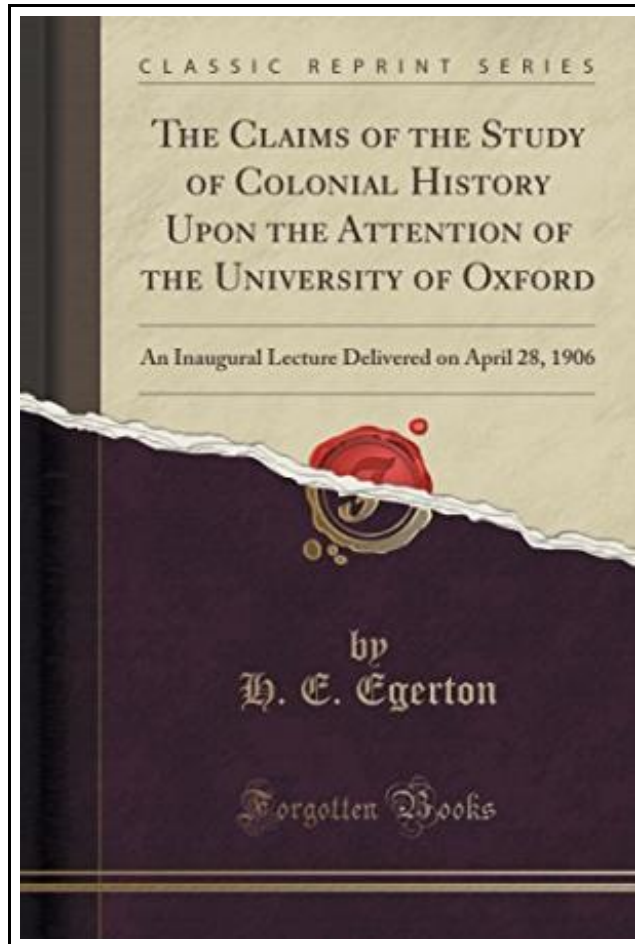 CLASSIC REPRINT SERIES
THE CLAIMS OF THE STUDY
OF COLONIAL HISTORY
UPON THE ATTENTION OF
THE UNIVERSITY OF OXFORD
An Inaugural Lecture Delivered on April 28, 1906
by
H. E. Egerton
Forgotten Books